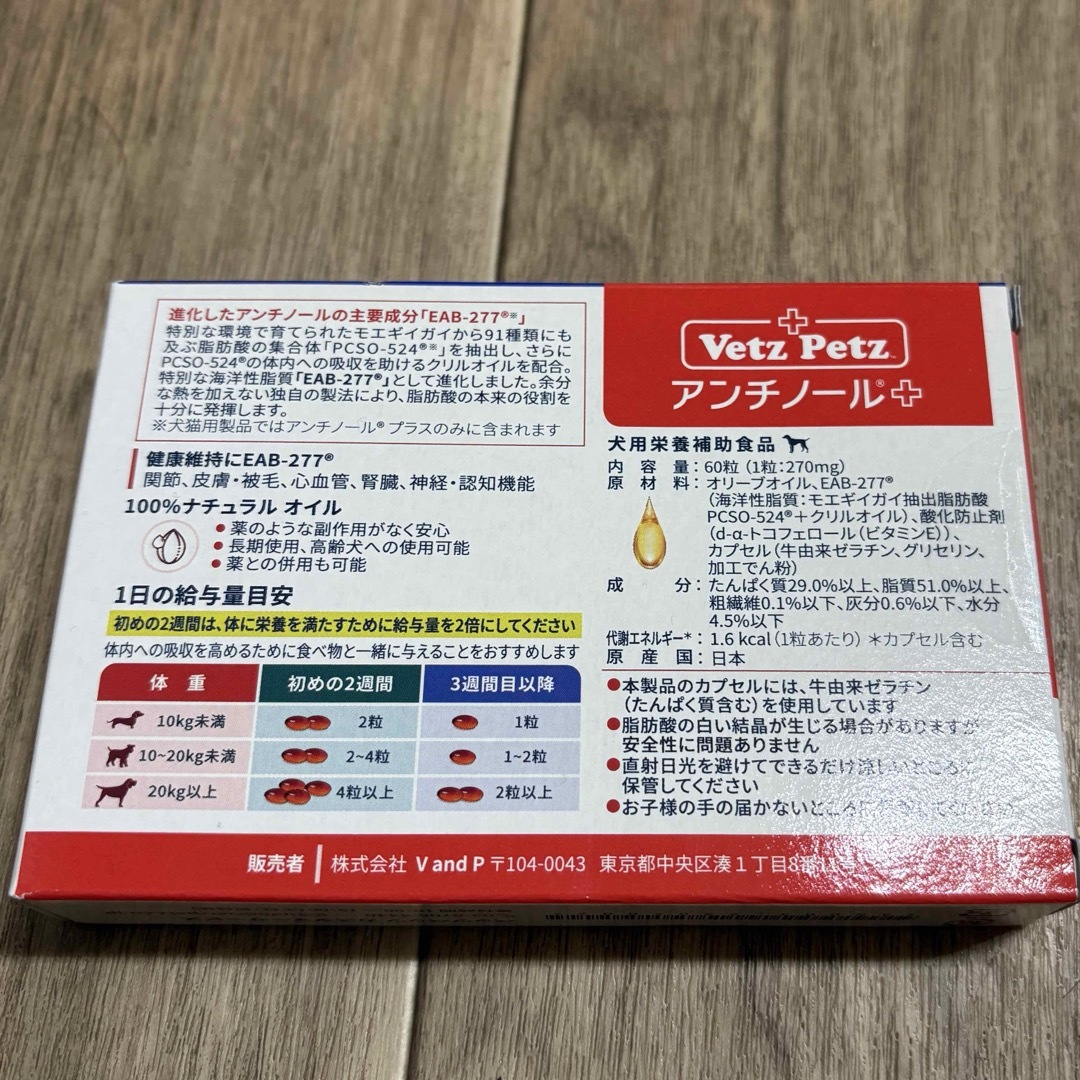 進化したアンチノールの主要成分「EAB-277®※」
特別な環境で育てられたモエギイガイから91種類にも
及ぶ脂肪酸の集合体「PCSO-524®※」を抽出し、さらに
PCSO-524®の体内への吸収を助けるクリルオイルを配合。
特別な海洋性脂質「EAB-277®」として進化しました。余分
な熱を加えない独自の製法により、脂肪酸の本来の役割を
十分に発揮します。
※犬猫用製品ではアンチノール® プラスのみに含まれます
健康維持にEAB-277®
関節、皮膚・被毛、心血管、腎臓、神経・認知機能
100%ナチュラル オイル
●薬のような副作用がなく安心
●長期使用、高齢犬への使用可能
●薬との併用も可能
1日の給与量目安
初めの2週間は、体に栄養を満たすために給与量を2倍にしてください
体内への吸収を高めるために食べ物と一緒に与えることをおすすめします
体 重 初めの2週間 3週間目以降
10kg未満 2粒 1粒
10~20kg未満 2~4粒 1~2粒
20kg以上 4粒以上 2粒以上
Vetz Petz™
アンチノール®+
犬用栄養補助食品
内 容 量：60粒（1粒：270mg）
原 材 料：オリーブオイル、EAB-277®
（海洋性脂質：モエギイガイ抽出脂肪酸
PCSO-524®＋クリルオイル）、酸化防止剤
（d-α-トコフェロール（ビタミンE））、
カプセル（牛由来ゼラチン、グリセリン、
加工でん粉）
成 分：たんぱく質29.0%以上、脂質51.0%以上、
粗繊維0.1%以下、灰分0.6%以下、水分
4.5%以下
代謝エネルギー*：1.6 kcal（1粒あたり）＊カプセル含む
原 産 国：日本
●本製品のカプセルには、牛由来ゼラチン
（たんぱく質含む）を使用しています
●脂肪酸の白い結晶が生じる場合がありますが
安全性に問題ありません
●直射日光を避けてできるだけ涼しいところに
保管してください
●お子様の手の届かないところに
販売者 株式会社 V and P 〒104-0043 東京都中央区湊1丁目8番11号